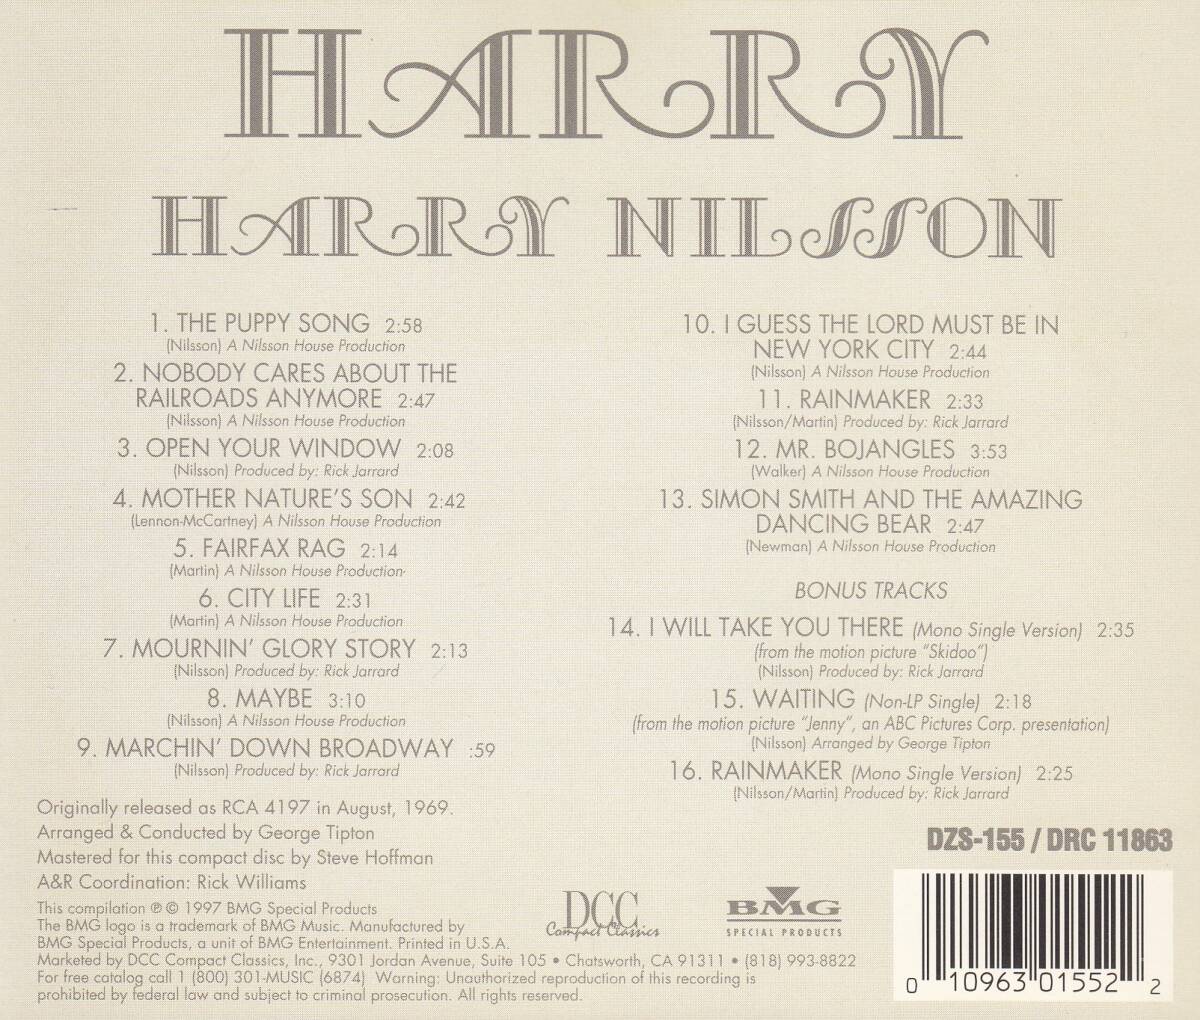 HARRY
HARRY NILSSON
1. THE PUPPY SONG 2:58
(Nilsson) A Nilsson House Production
2. NOBODY CARES ABOUT THE
RAILROADS ANYMORE 2:47
(Nilsson) A Nilsson House Production
3. OPEN YOUR WINDOW 2:08
(Nilsson) Produced by: Rick Jarrard
4. MOTHER NATURE'S SON 2:42
(Lennon-McCartney) A Nilsson House Production
5. FAIRFAX RAG 2:14
(Martin) A Nilsson House Production
6. CITY LIFE 2:31
(Martin) A Nilsson House Production
7. MOURNIN' GLORY STORY 2:13
(Nilsson) Produced by: Rick Jarrard
8. MAYBE 3:10
(Nilsson) A Nilsson House Production
9. MARCHIN' DOWN BROADWAY :59
(Nilsson) Produced by: Rick Jarrard
10. I GUESS THE LORD MUST BE IN
NEW YORK CITY 2:44
(Nilsson) A Nilsson House Production
11. RAINMAKER 2:33
(Nilsson/Martin) Produced by: Rick Jarrard
12. MR. BOJANGLES 3:53
(Walker) A Nilsson House Production
13. SIMON SMITH AND THE AMAZING
DANCING BEAR 2:47
(Newman) A Nilsson House Production
BONUS TRACKS
14. I WILL TAKE YOU THERE (Mono Single Version) 2:35
(from the motion picture "Skidoo")
(Nilsson) Produced by: Rick Jarrard
15. WAITING (Non-LP Single) 2:18
(from the motion picture "Jenny", an ABC Pictures Corp. presentation)
(Nilsson) Arranged by George Tipton
16. RAINMAKER (Mono Single Version) 2:25
(Nilsson/Martin) Produced by: Rick Jarrard
Originally released as RCA 4197 in August, 1969.
Arranged & Conducted by George Tipton
Mastered for this compact disc by Steve Hoffman
A&R Coordination: Rick Williams
This compilation ℗ © 1997 BMG Special Products
The BMG logo is a trademark of BMG Music. Manufactured by
BMG Special Products, a unit of BMG Entertainment. Printed in U.S.A.
Marketed by DCC Compact Classics, Inc., 9301 Jordan Avenue, Suite 105 • Chatsworth, CA 91311 • (818) 993-8822
For free catalog call 1 (800) 301-MUSIC (6874) Warning: Unauthorized reproduction of this recording is
prohibited by federal law and subject to criminal prosecution. All rights reserved.
DCC
Compact Classics
BMG
SPECIAL PRODUCTS
DZS-155 / DRC 11863
0 10963 01552 2